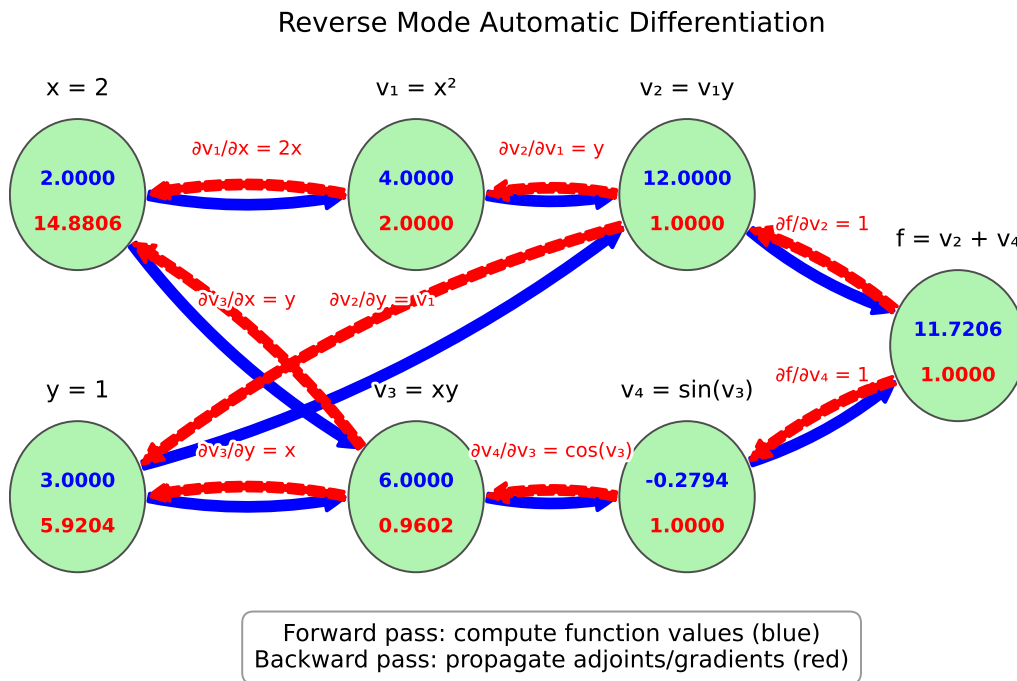 Reverse Mode Automatic Differentiation
x = 2
v₁ = x²
v₂ = v₁y
∂v₁/∂x = 2x
∂v₂/∂v₁ = y
2.0000
14.8806
4.0000
2.0000
12.0000
1.0000
∂f/∂v₂ = 1
f = v₂ + v₄
∂v₃/∂x = y
∂v₂/∂y = v₁
11.7206
1.0000
∂f/∂v₄ = 1
y = 1
v₃ = xy
v₄ = sin(v₃)
∂v₃/∂y = x
∂v₄/∂v₃ = cos(v₃)
3.0000
5.9204
6.0000
0.9602
-0.2794
1.0000
Forward pass: compute function values (blue)
Backward pass: propagate adjoints/gradients (red)